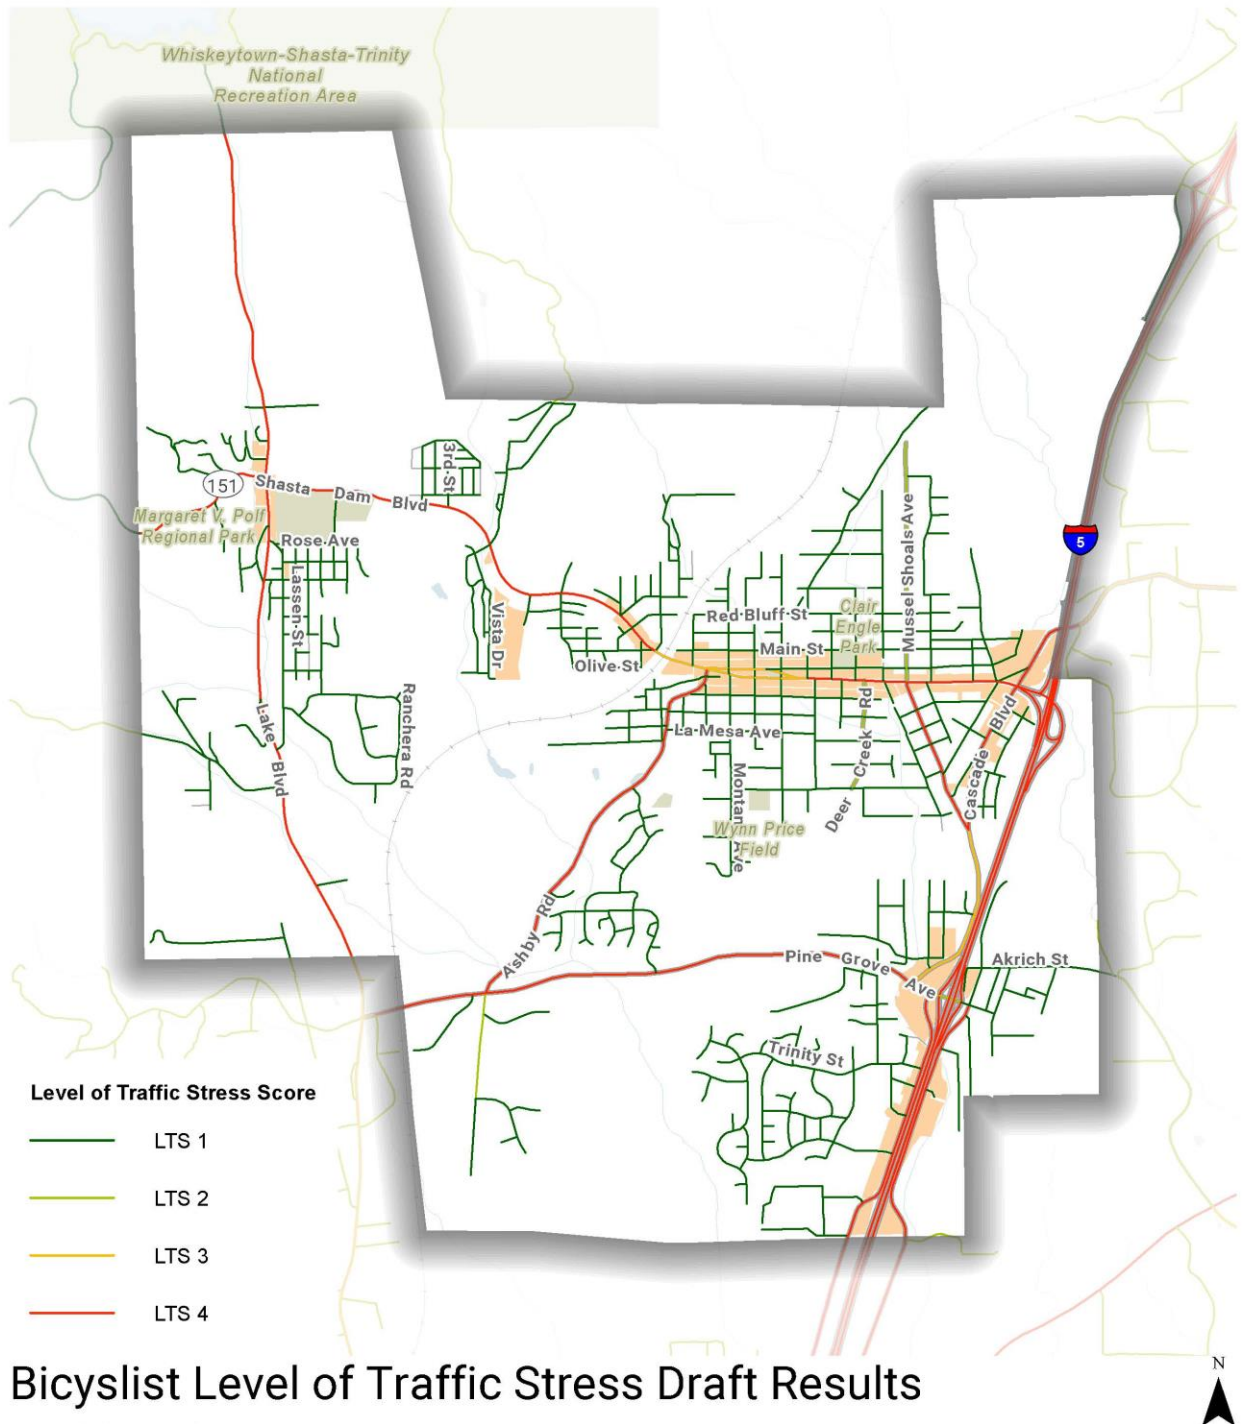 Whiskeytown-Shasta-Trinity
National
Recreation Area
3rd St
151
Shasta Dam Blvd
Margaret V. Polf
Regional Park
Rose Ave
Lassen St
5
Mussel Shoals Ave
Red Bluff St
Clair
Engle
Park
Main St
Vista Dr
Olive St
Ranchera Rd
Lake Blvd
La Mesa Ave
Deer Creek Rd
Cascade Blvd
Montana Ave
Wynn Price
Field
Ashby Rd
Pine Grove Ave
Akrich St
Trinity St
Level of Traffic Stress Score
LTS 1
LTS 2
LTS 3
LTS 4
Bicyslist Level of Traffic Stress Draft Results
N